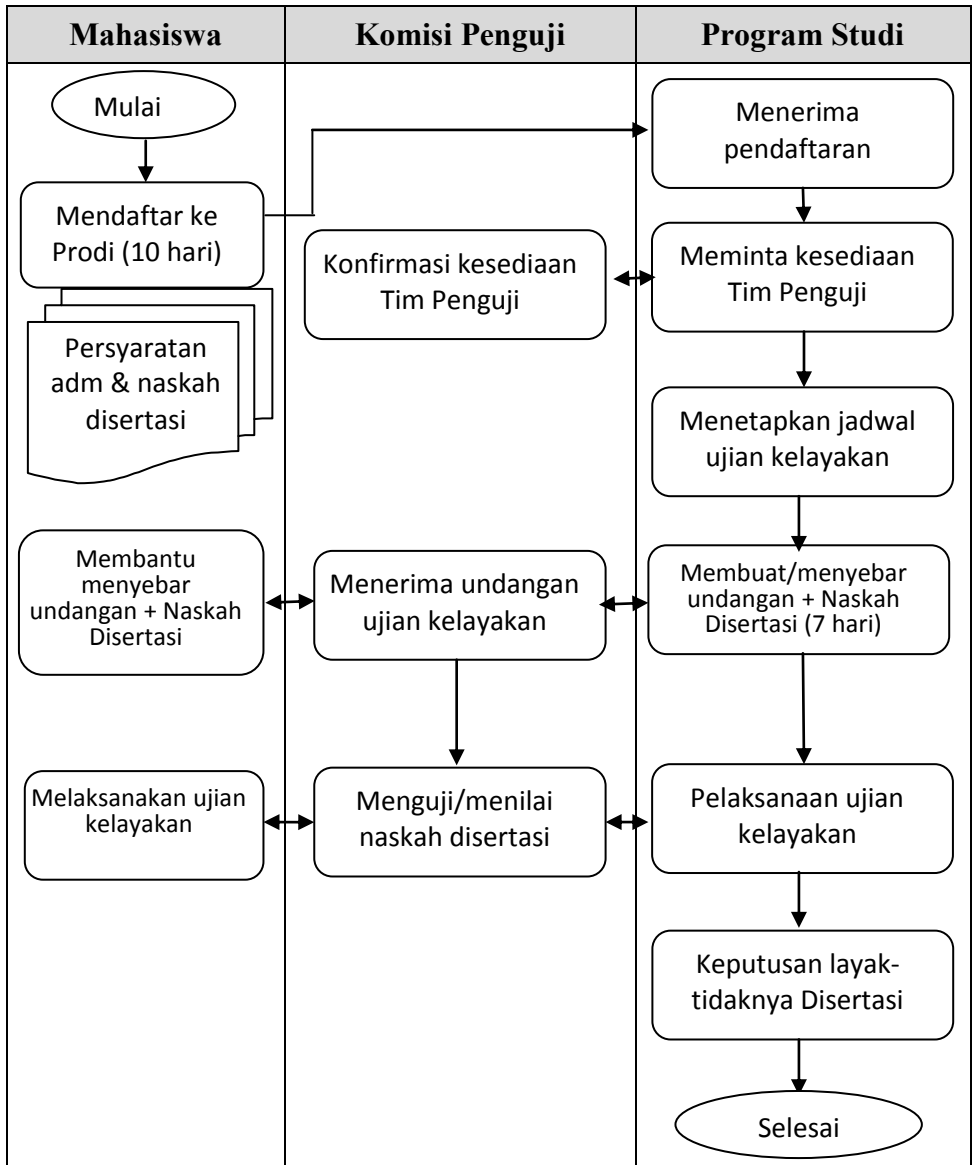 Mahasiswa
Komisi Penguji
Program Studi
Mulai
Menerima
pendaftaran
Mendaftar ke
Prodi (10 hari)
Konfirmasi kesediaan
Tim Penguji
Meminta kesediaan
Tim Penguji
Persyaratan
adm & naskah
disertasi
Menetapkan jadwal
ujian kelayakan
Membantu
menyebar
undangan + Naskah
Disertasi
Menerima undangan
ujian kelayakan
Membuat/menyebar
undangan + Naskah
Disertasi (7 hari)
Melaksanakan ujian
kelayakan
Menguji/menilai
naskah disertasi
Pelaksanaan ujian
kelayakan
Keputusan layak-
tidaknya Disertasi
Selesai